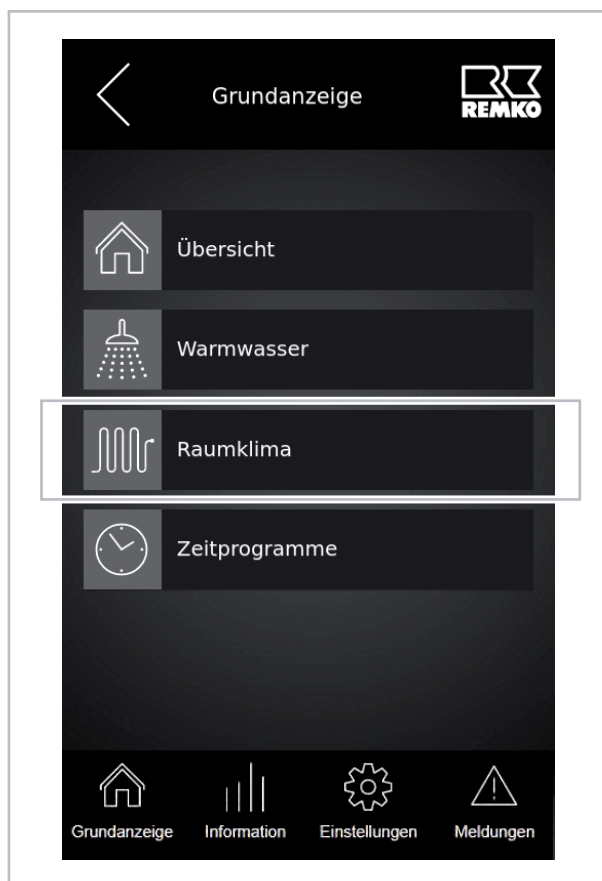 Grundanzeige
REMKO
Übersicht
Warmwasser
Raumklima
Zeitprogramme
Grundanzeige Information Einstellungen Meldungen